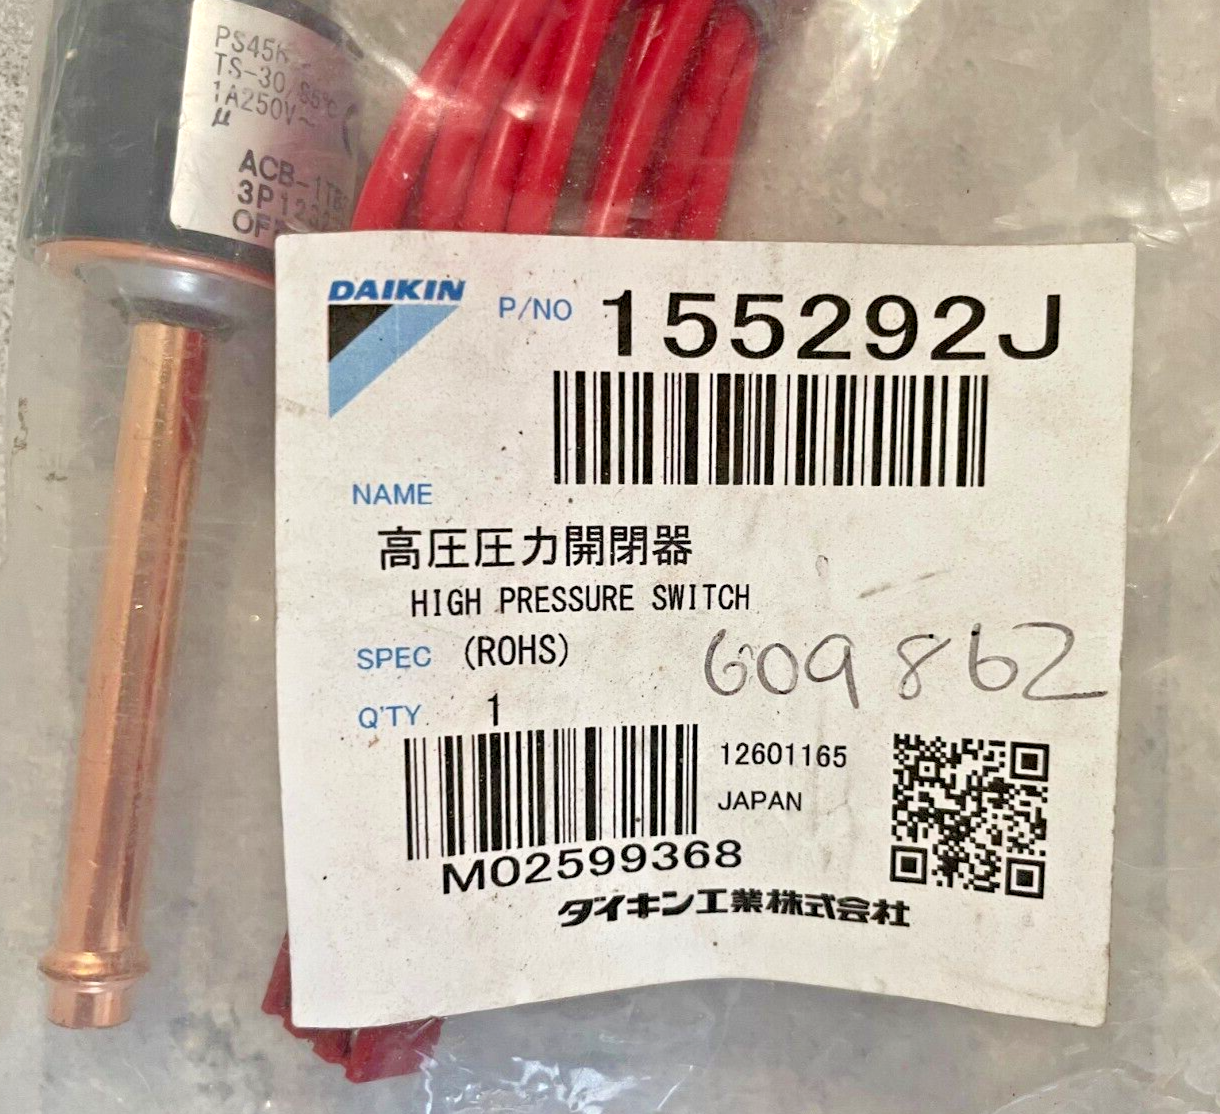 PS45K
TS-30/85℃
1A250V~
µ
ACB-1TB
3P
OFF
DAIKIN
P/NO 155292J
NAME
高圧圧力開閉器
HIGH PRESSURE SWITCH
SPEC (ROHS)
609862
Q'TY 1
12601165
JAPAN
M02599368
ダイキン工業株式会社